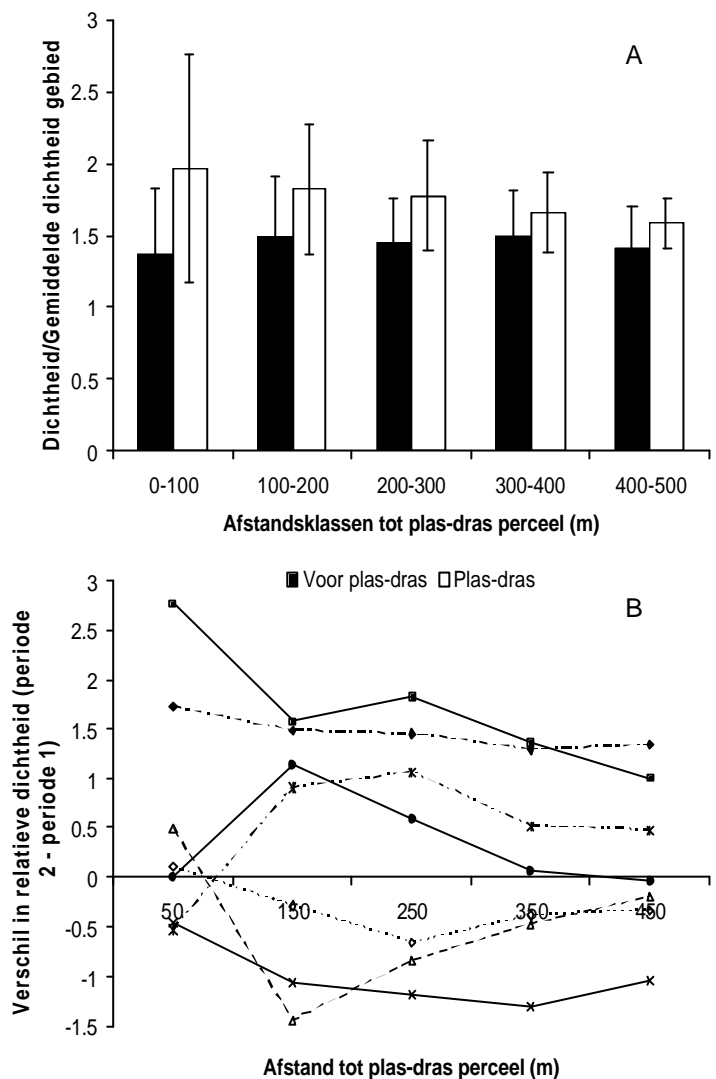 A
Dichtheid/Gemiddelde dichtheid gebied
3
2.5
2
1.5
1
0.5
0
0-100 100-200 200-300 300-400 400-500
Afstandsklassen tot plas-dras perceel (m)
Voor plas-dras Plas-dras
B
Verschil in relatieve dichtheid (periode
2 - periode 1)
3
2.5
2
1.5
1
0.5
0
-0.5
-1
-1.5
50 150 250 350 450
Afstand tot plas-dras perceel (m)